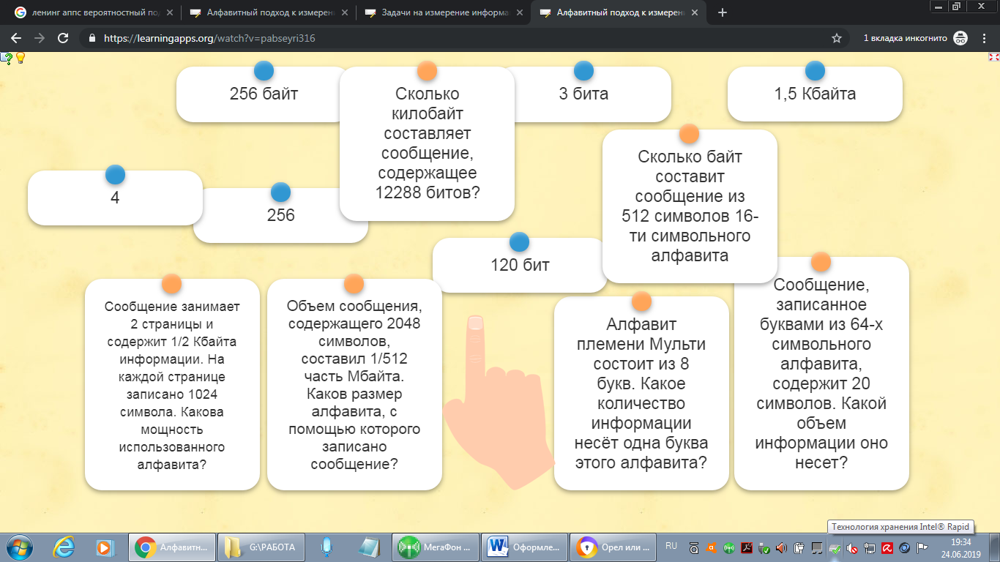 ленинг аппс вероятностный по
Алфавитный подход к измерен
Задачи на измерение информа
Алфавитный подход к измерен
https://learningapps.org/watch?v=pabseyri316
1 вкладка инкогнито
256 байт
3 бита
1,5 Кбайта
Сколько
килобайт
составляет
сообщение,
содержащее
12288 битов?
Сколько байт
составит
сообщение из
512 символов 16-
ти символьного
алфавита
4
256
120 бит
Сообщение занимает
2 страницы и
содержит 1/2 Кбайта
информации. На
каждой странице
записано 1024
символа. Какова
мощность
использованного
алфавита?
Объем сообщения,
содержащего 2048
символов,
составил 1/512
часть Мбайта.
Каков размер
алфавита, с
помощью которого
записано
сообщение?
Алфавит
племени Мульти
состоит из 8
букв. Какое
количество
информации
несёт одна буква
этого алфавита?
Сообщение,
записанное
буквами из 64-х
символьного
алфавита,
содержит 20
символов. Какой
объем
информации оно
несет?
Технология хранения Intel® Rapid
Алфавитн...
G:\РАБОТА
МегаФон ...
Оформле...
Орел или ...
RU
19:34
24.06.2019